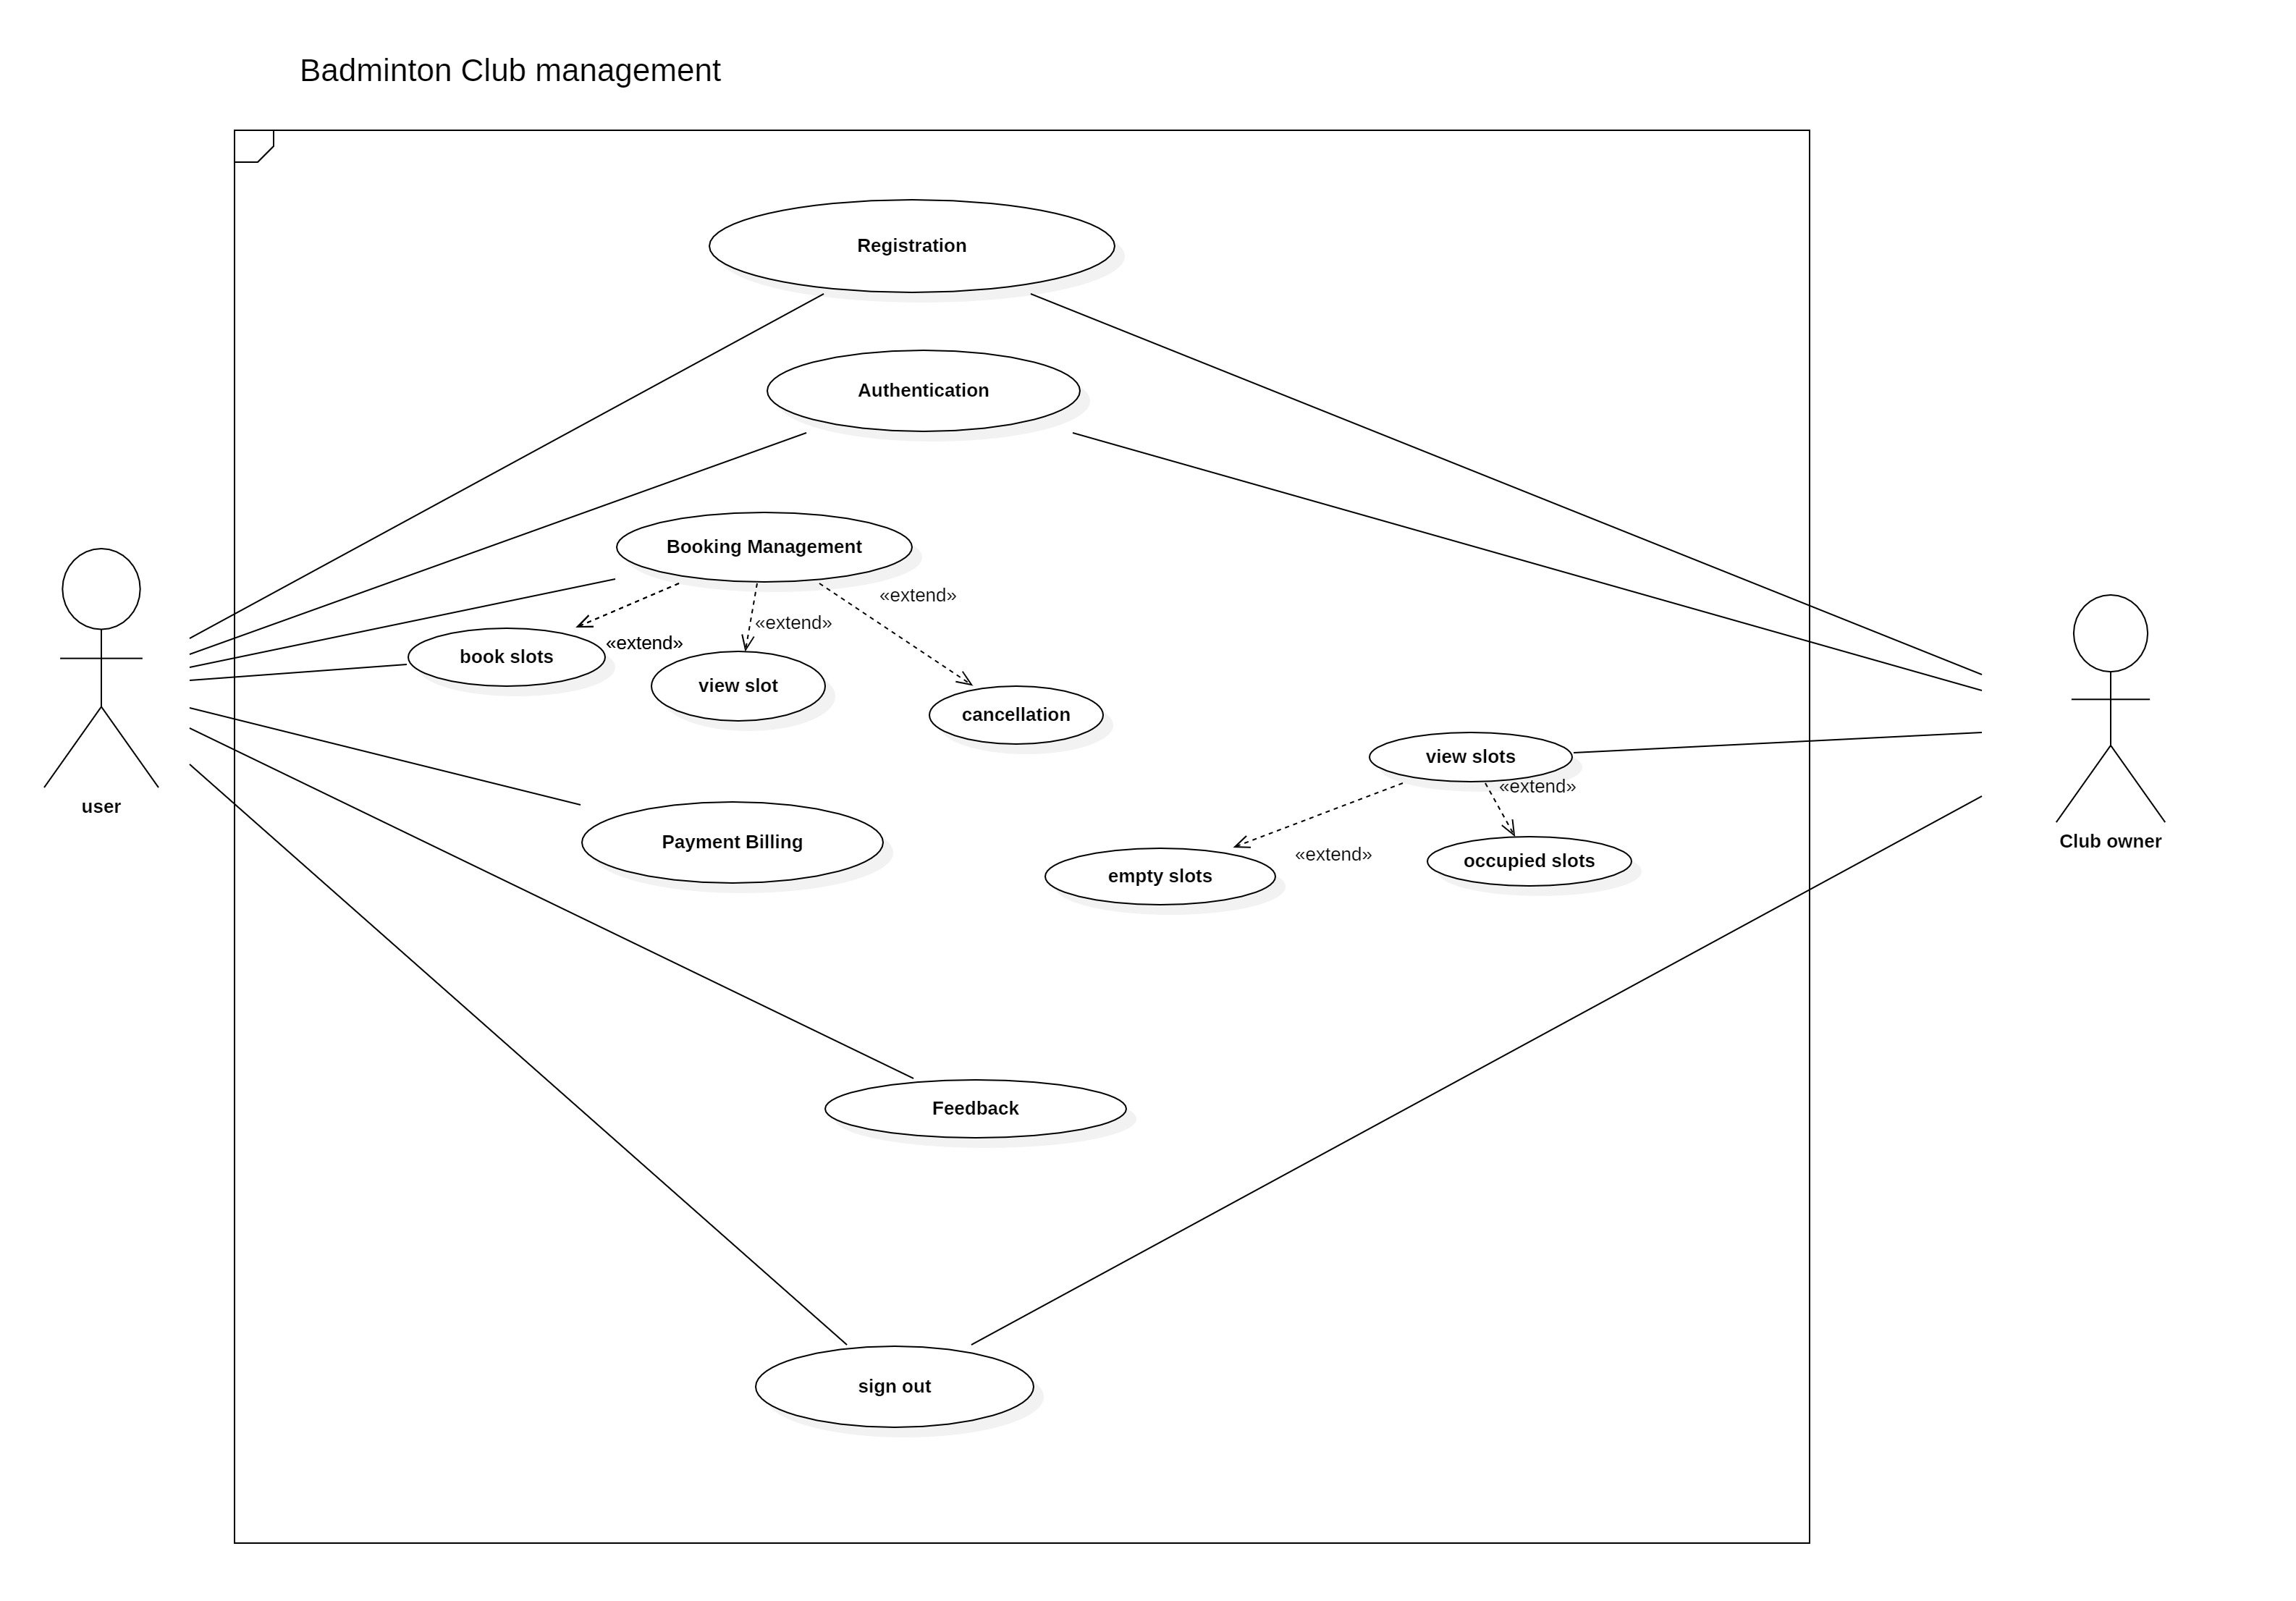 Badminton Club management
Registration
Authentication
Booking Management
«extend»
«extend»
«extend»
book slots
view slot
cancellation
view slots
«extend»
user
Payment Billing
Club owner
«extend»
occupied slots
empty slots
Feedback
sign out